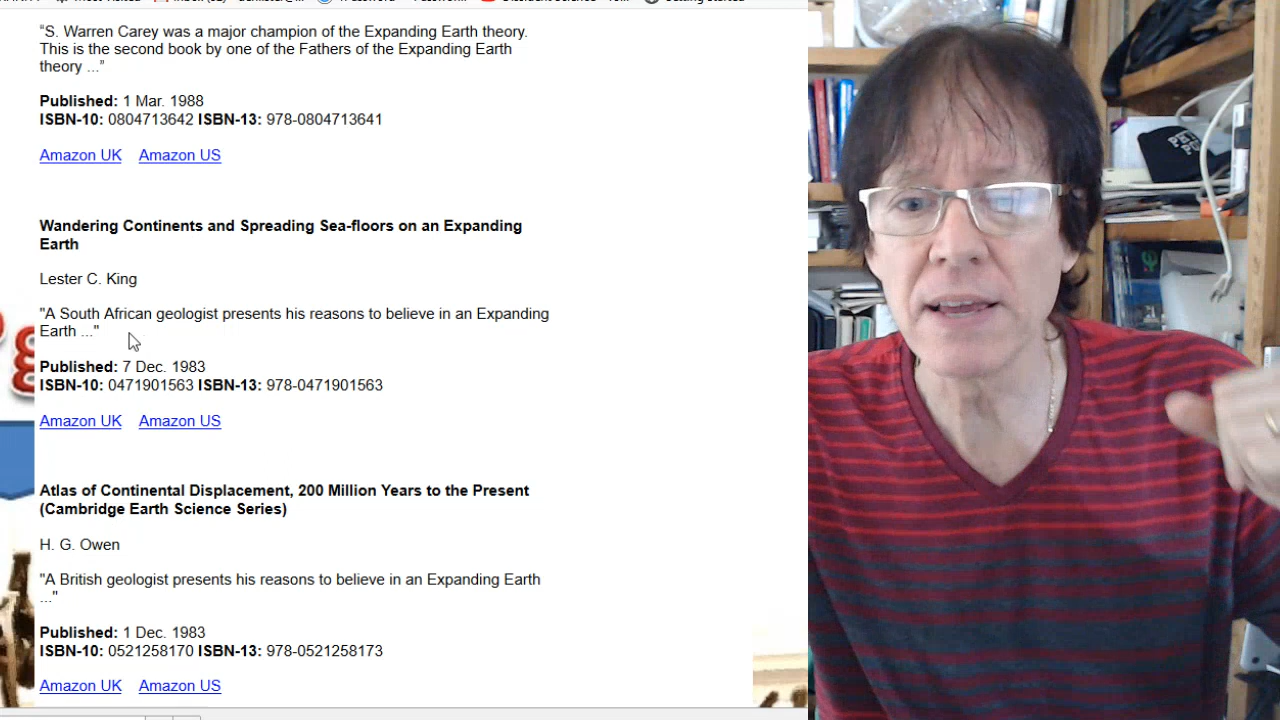 "S. Warren Carey was a major champion of the Expanding Earth theory.
This is the second book by one of the Fathers of the Expanding Earth
theory ..."
Published: 1 Mar. 1988
ISBN-10: 0804713642 ISBN-13: 978-0804713641
Amazon UK Amazon US
Wandering Continents and Spreading Sea-floors on an Expanding
Earth
Lester C. King
"A South African geologist presents his reasons to believe in an Expanding
Earth ..."
Published: 7 Dec. 1983
ISBN-10: 0471901563 ISBN-13: 978-0471901563
Amazon UK Amazon US
Atlas of Continental Displacement, 200 Million Years to the Present
(Cambridge Earth Science Series)
H. G. Owen
"A British geologist presents his reasons to believe in an Expanding Earth
..."
Published: 1 Dec. 1983
ISBN-10: 0521258170 ISBN-13: 978-0521258173
Amazon UK Amazon US